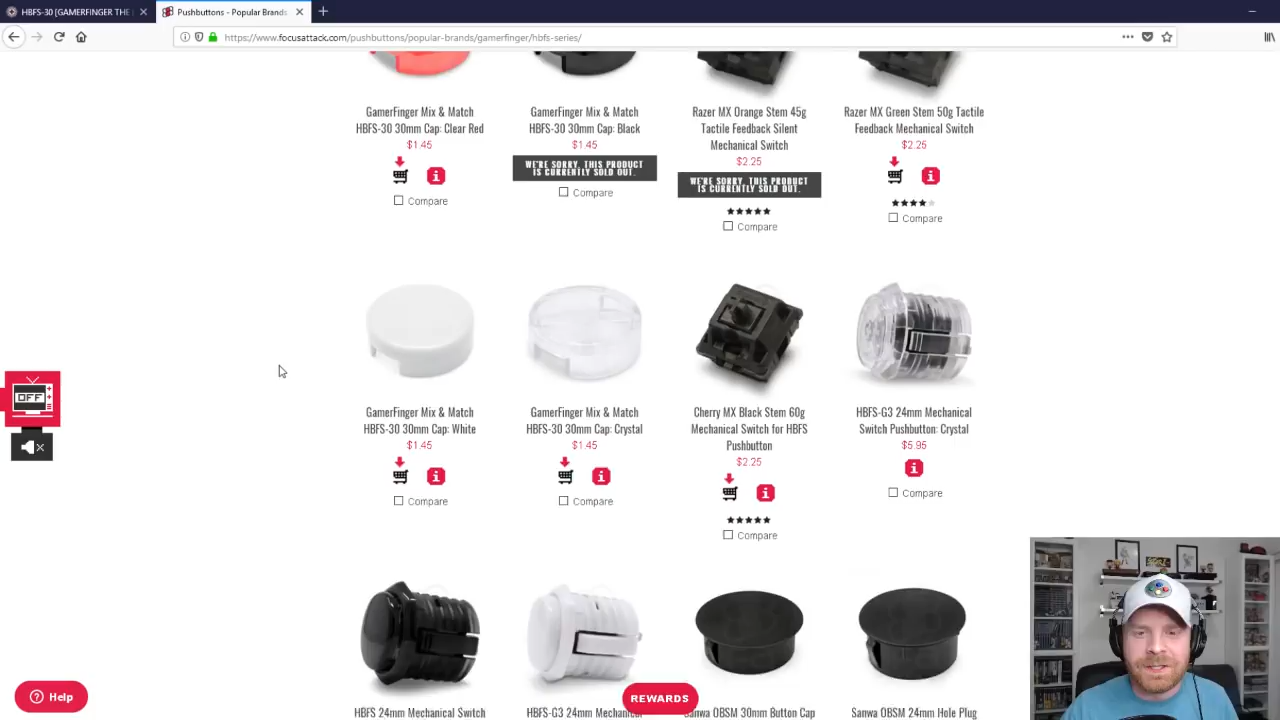 HBFS-30 [GAMERFINGER THE
Pushbuttons - Popular Brands
https://www.focusattack.com/pushbuttons/popular-brands/gamerfinger/hbfs-series/
GamerFinger Mix & Match
HBFS-30 30mm Cap: Clear Red
$1.45
Compare
GamerFinger Mix & Match
HBFS-30 30mm Cap: Black
$1.45
WE'RE SORRY, THIS PRODUCT
IS CURRENTLY SOLD OUT.
Compare
Razer MX Orange Stem 45g
Tactile Feedback Silent
Mechanical Switch
$2.25
WE'RE SORRY, THIS PRODUCT
IS CURRENTLY SOLD OUT.
Compare
Razer MX Green Stem 50g Tactile
Feedback Mechanical Switch
$2.25
Compare
GamerFinger Mix & Match
HBFS-30 30mm Cap: White
$1.45
Compare
GamerFinger Mix & Match
HBFS-30 30mm Cap: Crystal
$1.45
Compare
Cherry MX Black Stem 60g
Mechanical Switch for HBFS
Pushbutton
$2.25
Compare
HBFS-G3 24mm Mechanical
Switch Pushbutton: Crystal
$5.95
Compare
OFF
HBFS 24mm Mechanical Switch
HBFS-G3 24mm Mechanical
Sanwa OBSM 30mm Button Cap
Sanwa OBSM 24mm Hole Plug
Help
REWARDS